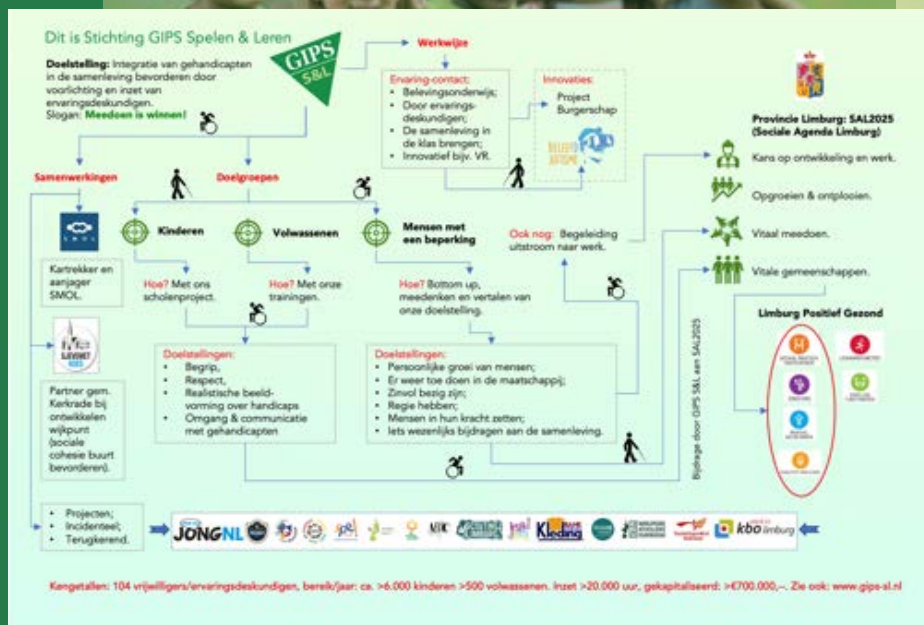 Dit is Stichting GIPS Spelen & Leren
Doelstelling: Integratie van gehandicapten
in de samenleving bevorderen door
voorlichting en inzet van
ervaringsdeskundigen.
Slogan: Meedoen is winnen!
GIPS
S&L
Werkwijze
Ervaring-contact:
• Belevingsonderwijs;
• Door ervarings-
deskundigen;
• De samenleving in
de klas brengen;
• Innovatief bijv. VR.
Innovaties:
Project
Burgerschap
Provincie Limburg: SAL2025
(Sociale Agenda Limburg)
Kans op ontwikkeling en werk.
Opgroeien & ontplooien.
Vitaal meedoen.
Vitale gemeenschappen.
Limburg Positief Gezond
Samenwerkingen
SMOL
Kartrekker en
aanjager
SMOL.
Partner gem.
Kerkrade bij
ontwikkelen
wijkpunt
(sociale
cohesie buurt
bevorderen).
• Projecten;
• Incidenteel;
• Terugkerend.
Doelgroepen
Kinderen
Volwassenen
Mensen met
een beperking
Hoe? Met ons
scholenproject.
Hoe? Met onze
trainingen.
Hoe? Bottom up,
meedenken en vertalen van
onze doelstelling.
Ook nog: Begeleiding
uitstroom naar werk.
Doelstellingen:
• Begrip,
• Respect,
• Realistische beeld-
vorming over handicaps
• Omgang & communicatie
met gehandicapten
Doelstellingen:
• Persoonlijke groei van mensen;
• Er weer toe doen in de maatschappij;
• Zinvol bezig zijn;
• Regie hebben;
• Mensen in hun kracht zetten;
• Iets wezenlijks bijdragen aan de samenleving.
Bijdrage door GIPS S&L aan SAL2025
JONGNL
Kleding
kbo limburg
Kengetallen: 104 vrijwilligers/ervaringsdeskundigen, bereik/jaar: ca. >6.000 kinderen >500 volwassenen. Inzet >20.000 uur, gekapitaliseerd: >€700.000,–. Zie ook: www.gips-sl.nl